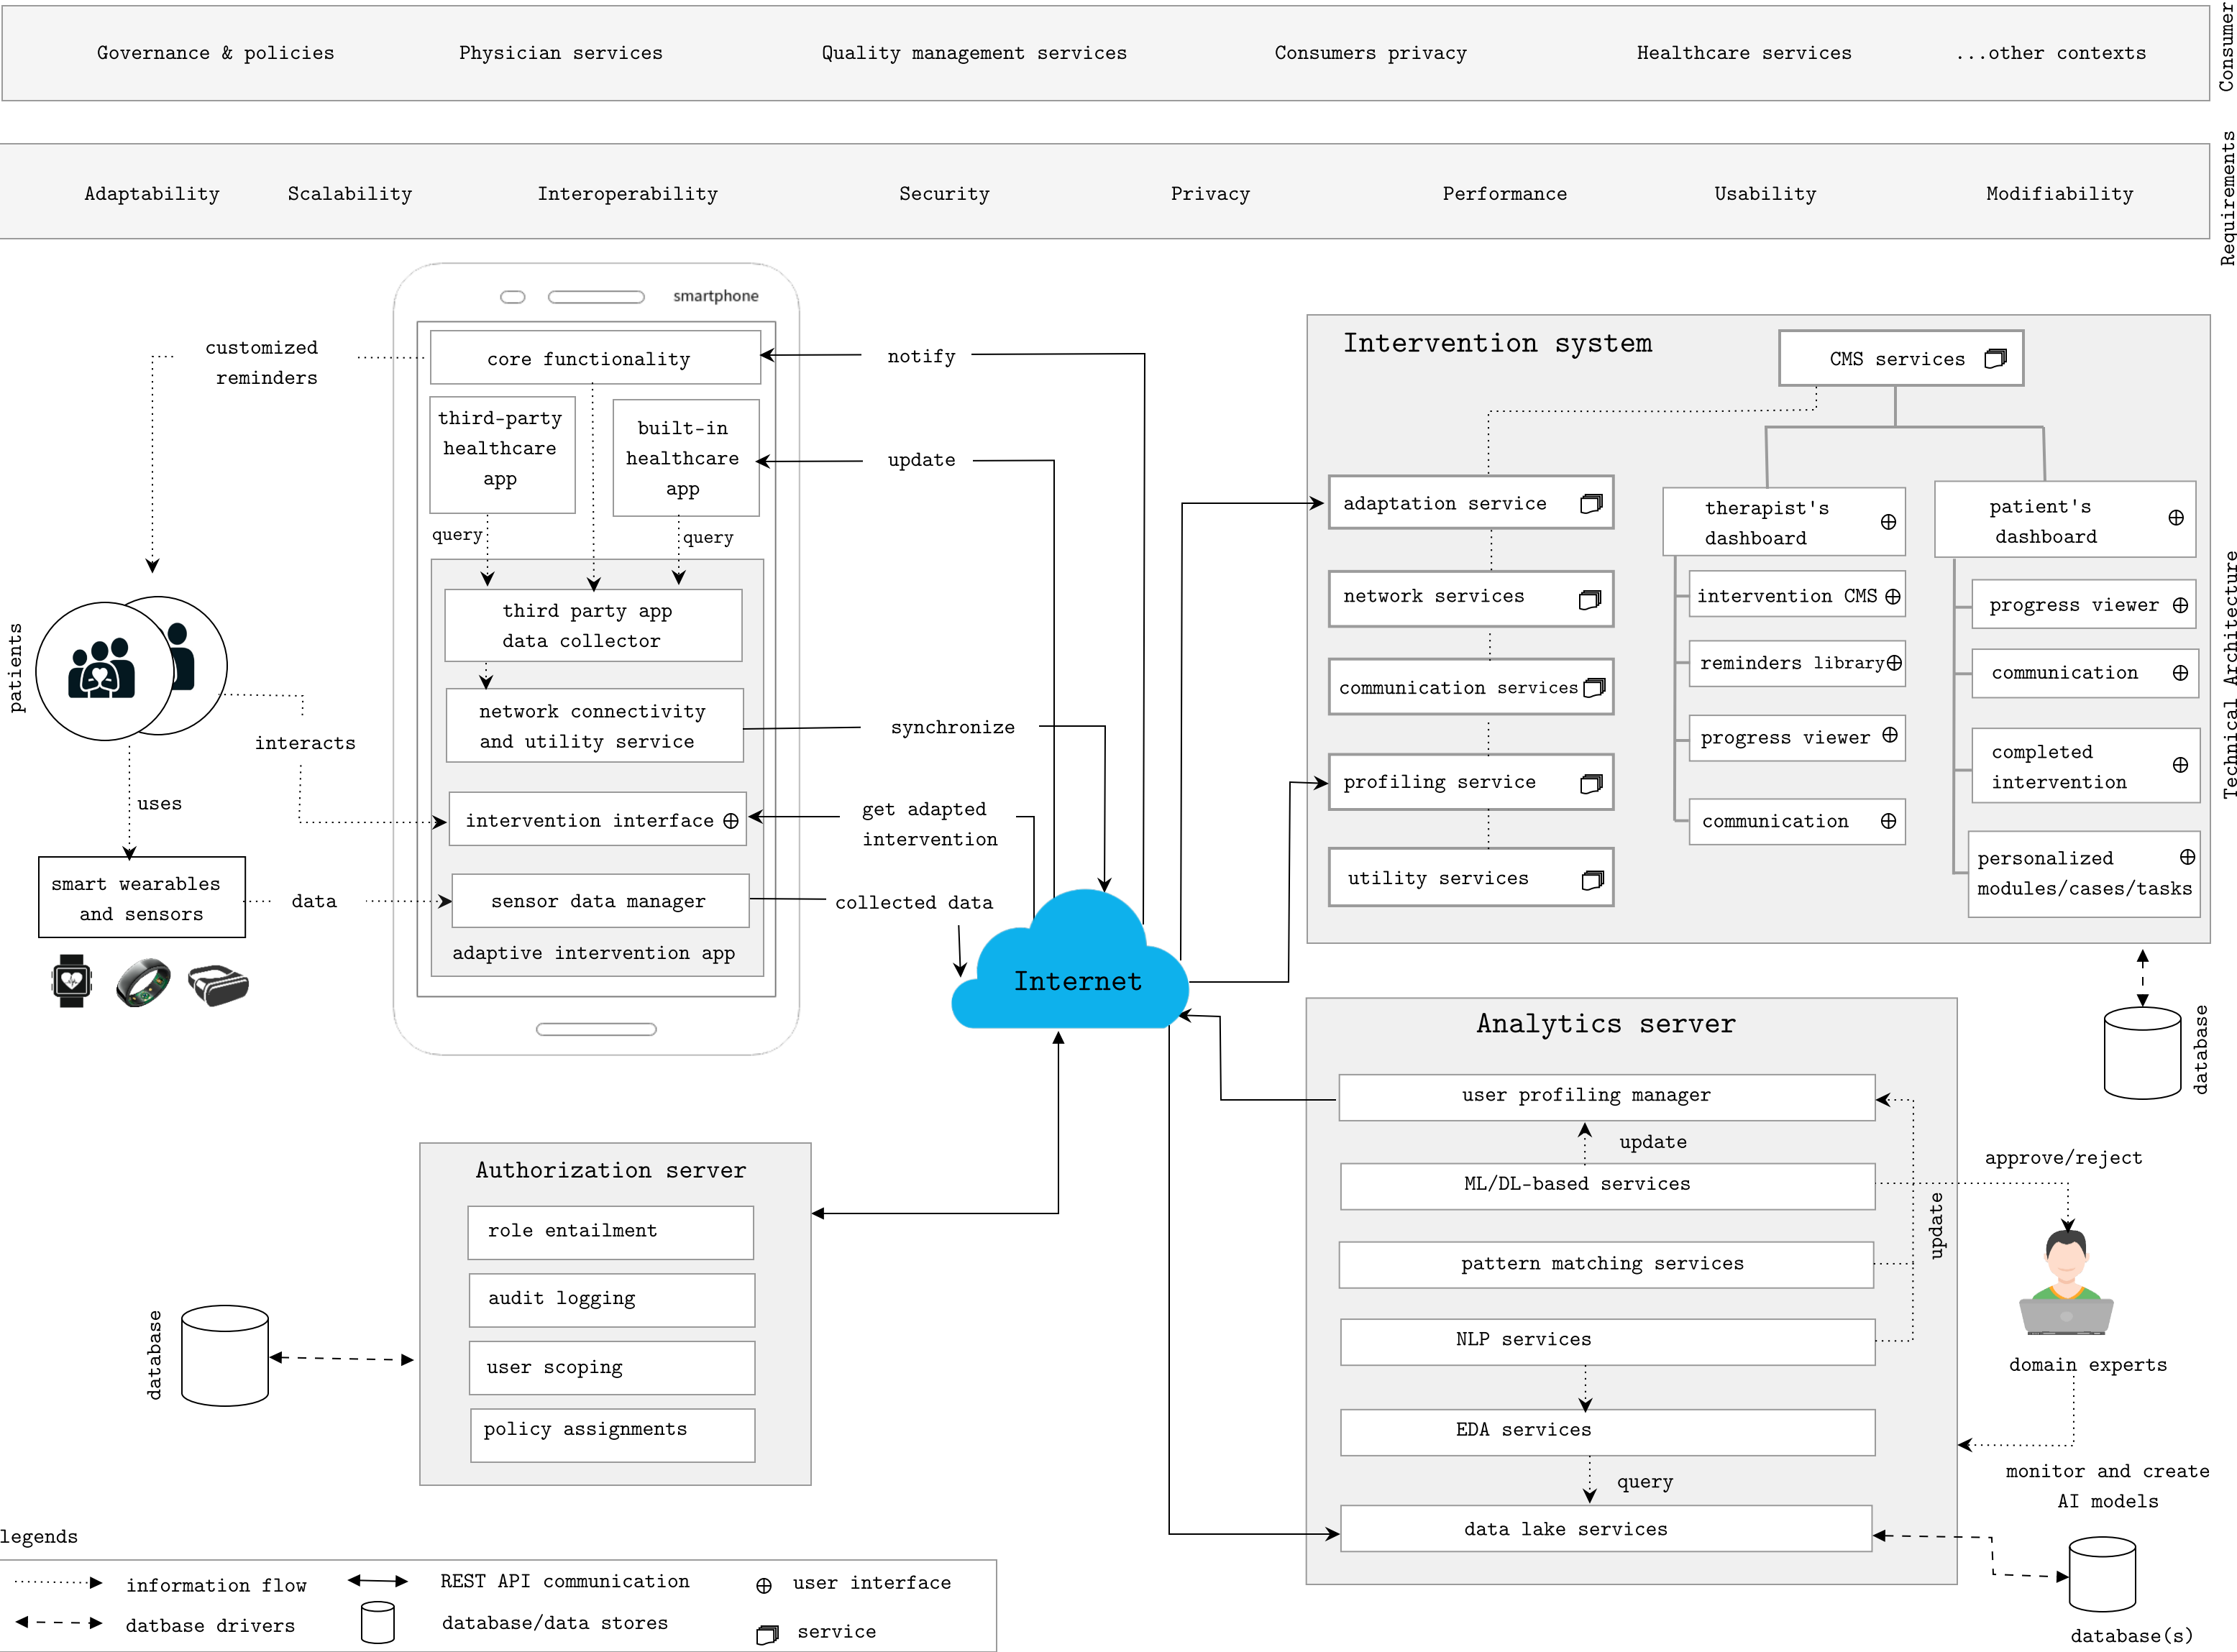 Governance & policies
Physician services
Quality management services
Consumers privacy
Healthcare services
...other contexts
Consumer
Adaptability
Scalability
Interoperability
Security
Privacy
Performance
Usability
Modifiability
Requirements
smartphone
customized
reminders
core functionality
notify
third-party
healthcare
app
built-in
healthcare
app
update
query
query
third party app
data collector
network connectivity
and utility service
synchronize
patients
interacts
uses
intervention interface
get adapted
intervention
smart wearables
and sensors
data
sensor data manager
collected data
adaptive intervention app
Internet
Intervention system
CMS services
adaptation service
network services
communication services
profiling service
utility services
therapist's
dashboard
intervention CMS
reminders library
progress viewer
communication
patient's
dashboard
progress viewer
communication
completed
intervention
personalized
modules/cases/tasks
Technical Architecture
database
Analytics server
user profiling manager
update
ML/DL-based services
pattern matching services
NLP services
EDA services
query
data lake services
update
approve/reject
domain experts
monitor and create
AI models
database(s)
Authorization server
role entailment
audit logging
user scoping
policy assignments
database
legends
information flow
REST API communication
user interface
datbase drivers
database/data stores
service